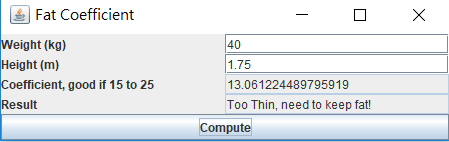 Fat Coefficient
Weight (kg) 40
Height (m) 1.75
Coefficient, good if 15 to 25 13.061224489795919
Result Too Thin, need to keep fat!
Compute